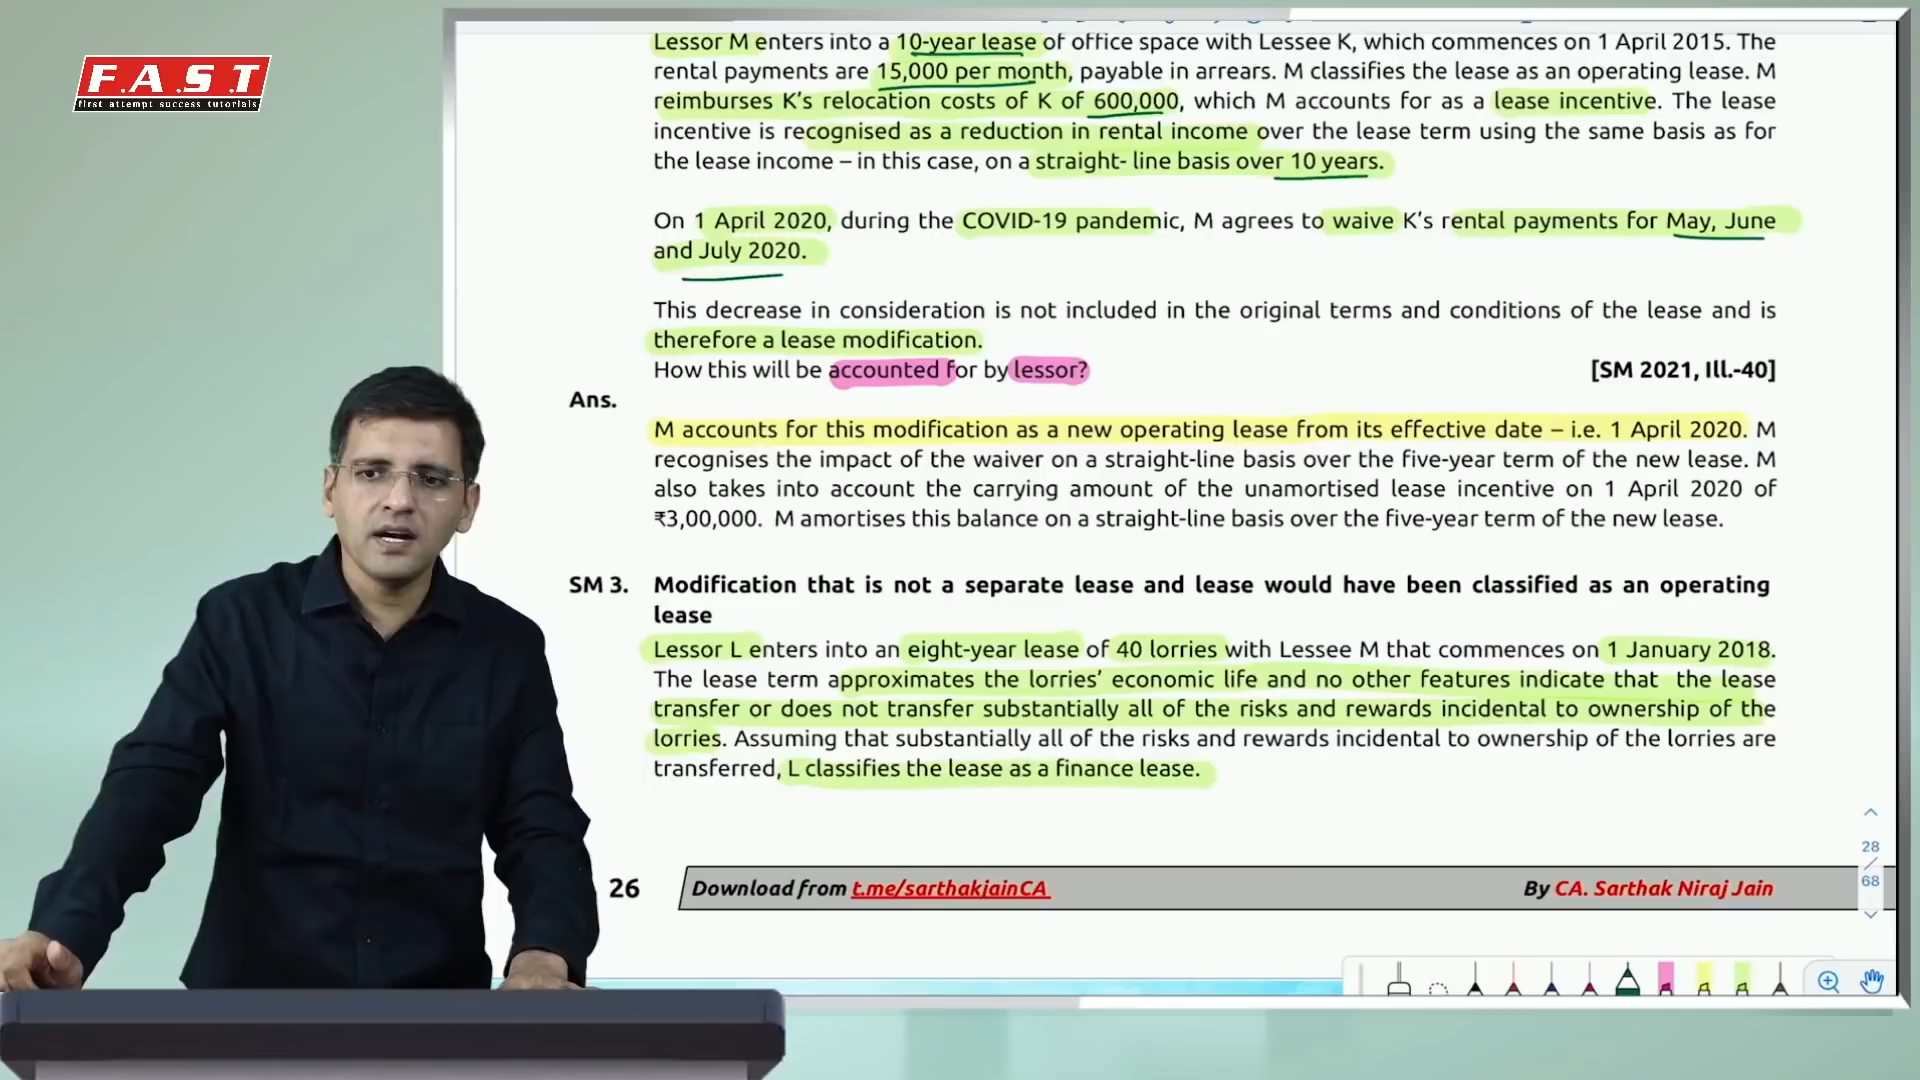 F.A.S.T
first attempt success tutorials
Lessor M enters into a 10-year lease of office space with Lessee K, which commences on 1 April 2015. The
rental payments are 15,000 per month, payable in arrears. M classifies the lease as an operating lease. M
reimburses K's relocation costs of K of 600,000, which M accounts for as a lease incentive. The lease
incentive is recognised as a reduction in rental income over the lease term using the same basis as for
the lease income – in this case, on a straight- line basis over 10 years.
On 1 April 2020, during the COVID-19 pandemic, M agrees to waive K's rental payments for May, June
and July 2020.
This decrease in consideration is not included in the original terms and conditions of the lease and is
therefore a lease modification.
How this will be accounted for by lessor? [SM 2021, Ill.-40]
Ans.
M accounts for this modification as a new operating lease from its effective date – i.e. 1 April 2020. M
recognises the impact of the waiver on a straight-line basis over the five-year term of the new lease. M
also takes into account the carrying amount of the unamortised lease incentive on 1 April 2020 of
₹3,00,000. M amortises this balance on a straight-line basis over the five-year term of the new lease.
SM 3. Modification that is not a separate lease and lease would have been classified as an operating
lease
Lessor L enters into an eight-year lease of 40 lorries with Lessee M that commences on 1 January 2018.
The lease term approximates the lorries' economic life and no other features indicate that the lease
transfer or does not transfer substantially all of the risks and rewards incidental to ownership of the
lorries. Assuming that substantially all of the risks and rewards incidental to ownership of the lorries are
transferred, L classifies the lease as a finance lease.
28
68
26 Download from t.me/sarthakjainCA By CA. Sarthak Niraj Jain